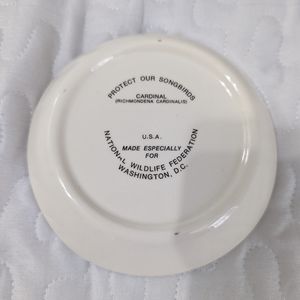 PROTECT OUR SONGBIRDS
CARDINAL
(RICHMONDENA CARDINALIS)
U.S.A.
MADE ESPECIALLY
FOR
NATIONAL WILDLIFE FEDERATION
WASHINGTON, D.C.